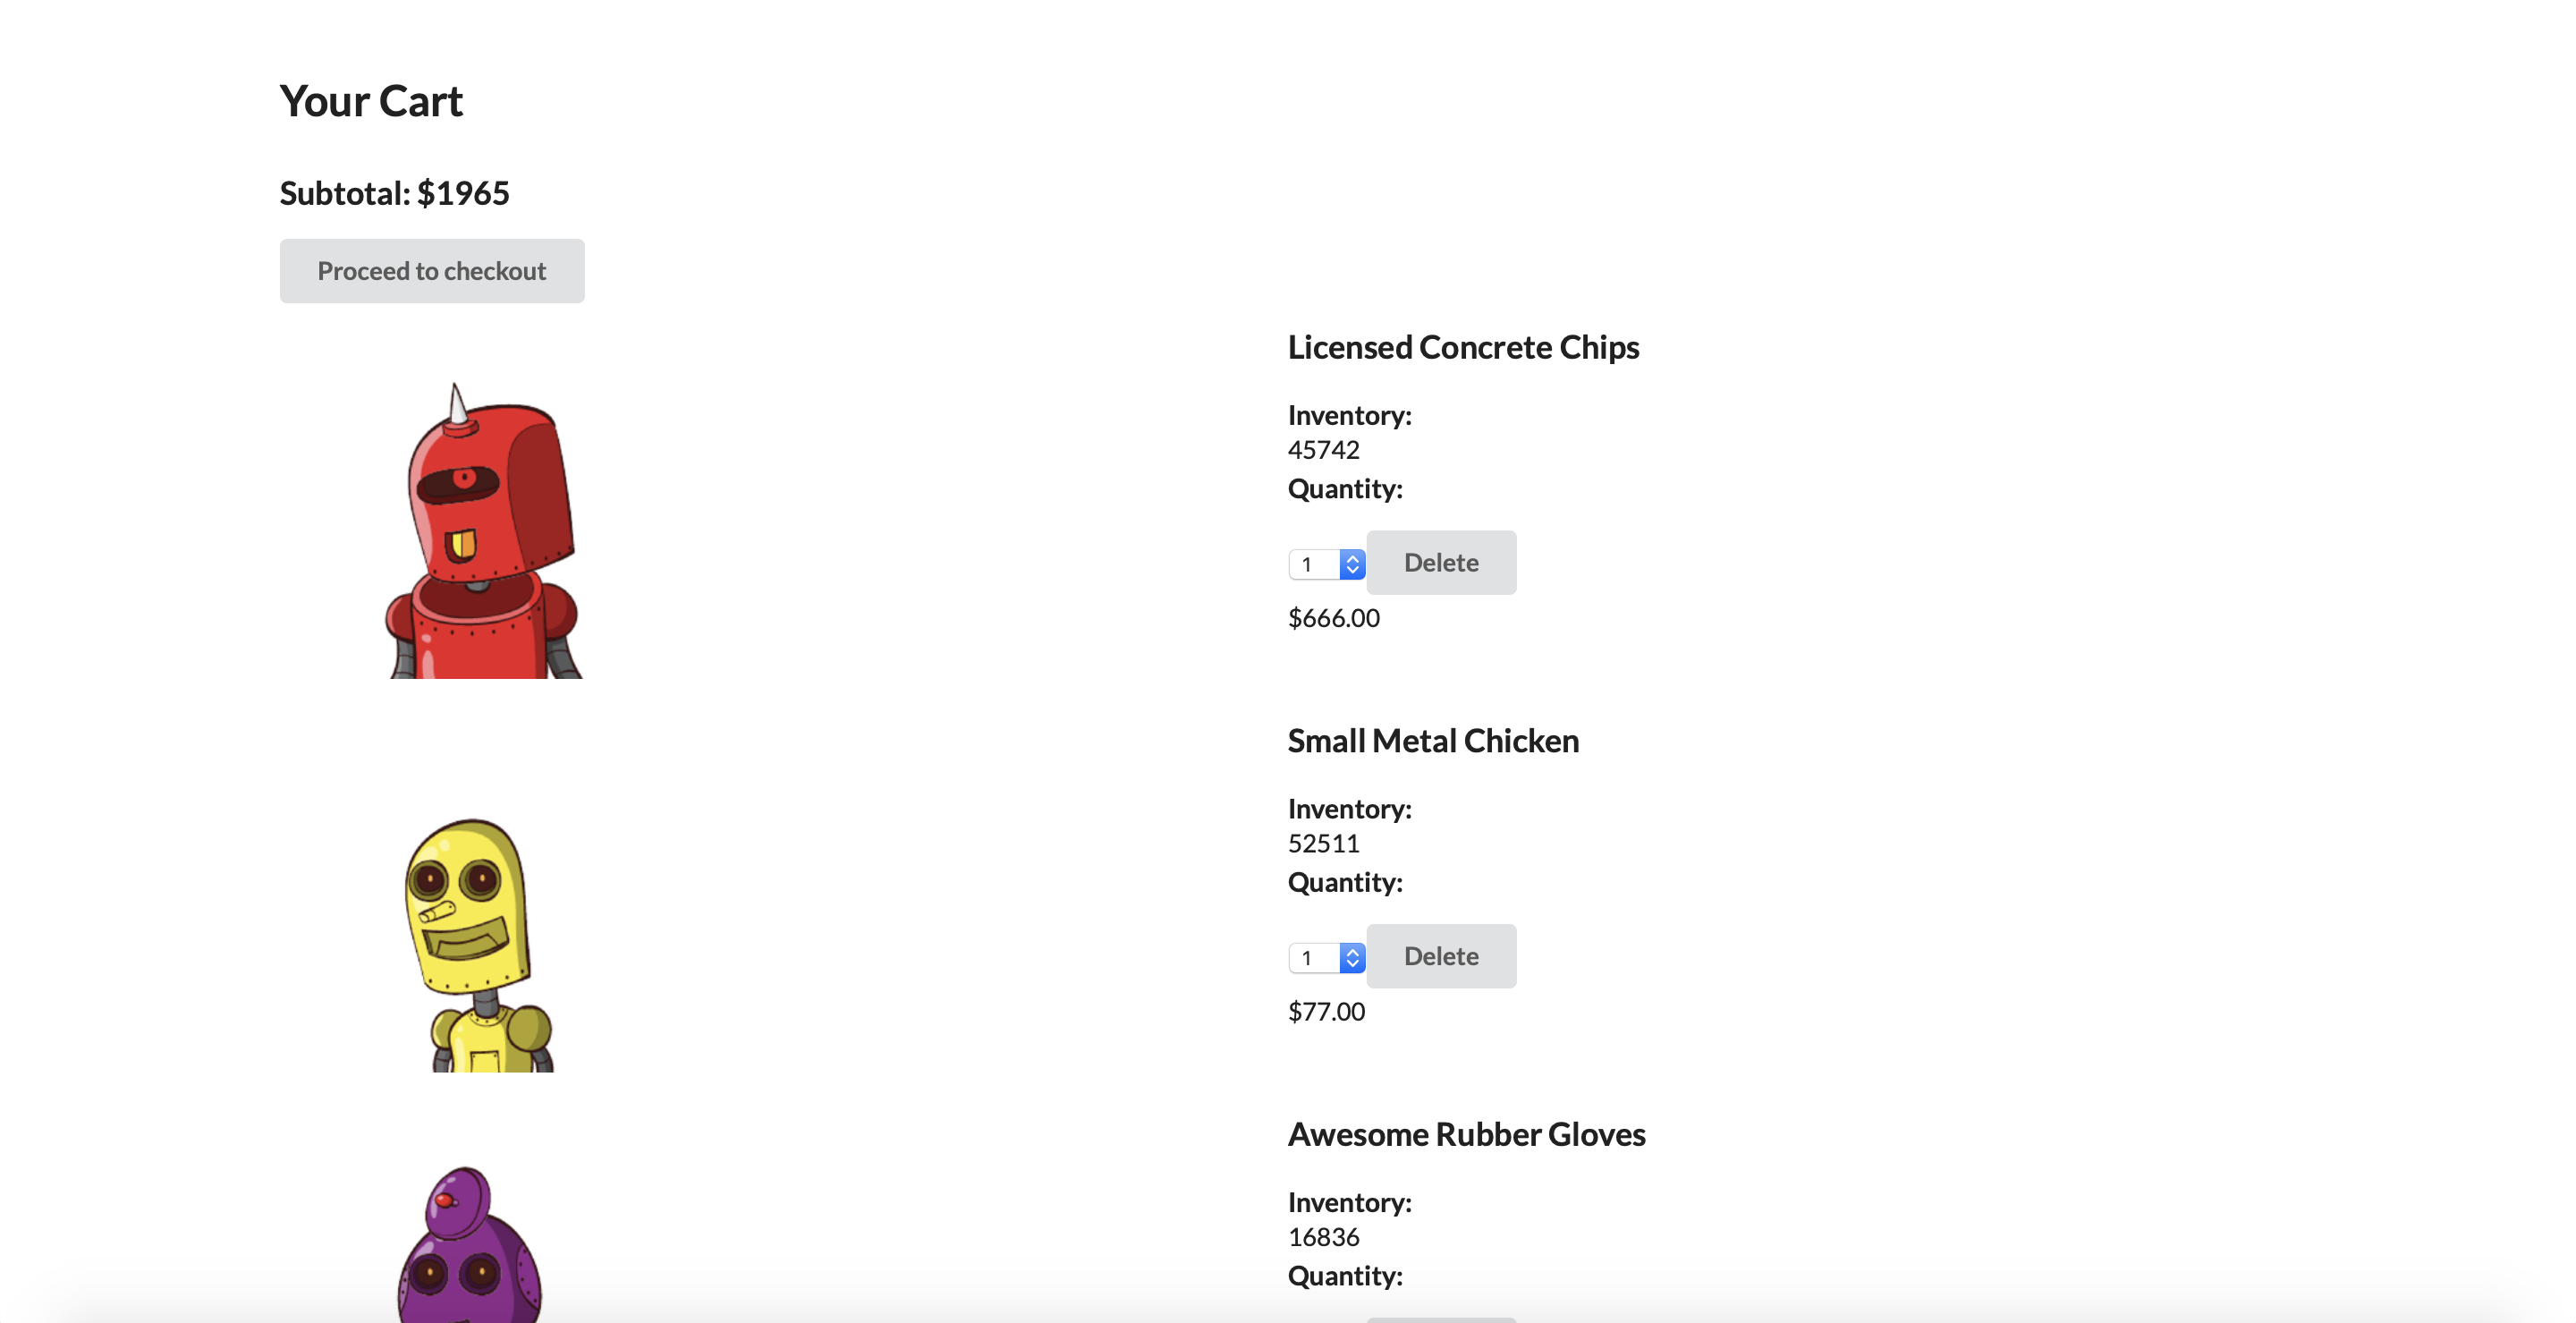 Your Cart
Subtotal: $1965
Proceed to checkout
Licensed Concrete Chips
Inventory:
45742
Quantity:
1 Delete
$666.00
Small Metal Chicken
Inventory:
52511
Quantity:
1 Delete
$77.00
Awesome Rubber Gloves
Inventory:
16836
Quantity: